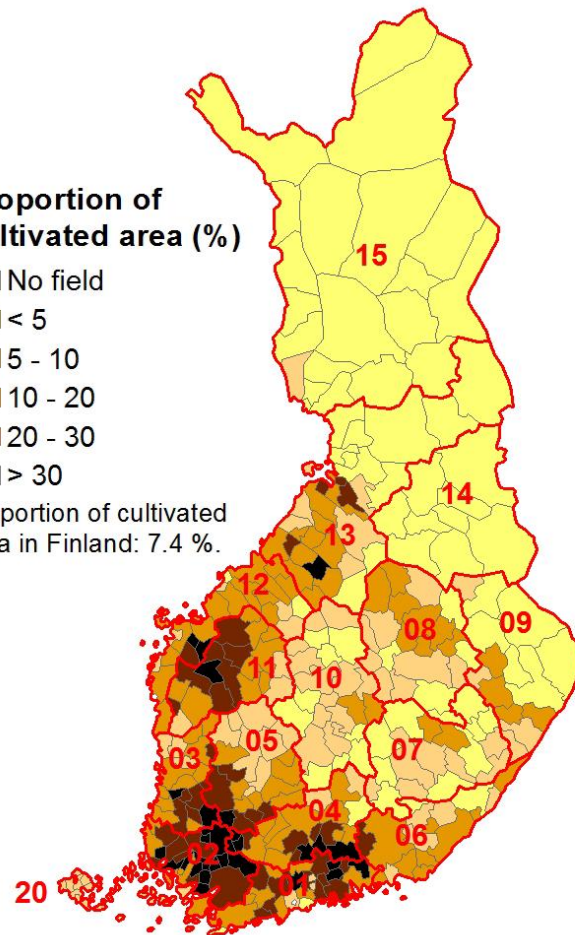 oportion of
ltivated area (%)
No field
< 5
5 - 10
10 - 20
20 - 30
> 30
portion of cultivated
a in Finland: 7.4 %.
15
14
13
12
09
08
11
10
05
03
07
04
06
02
01
20